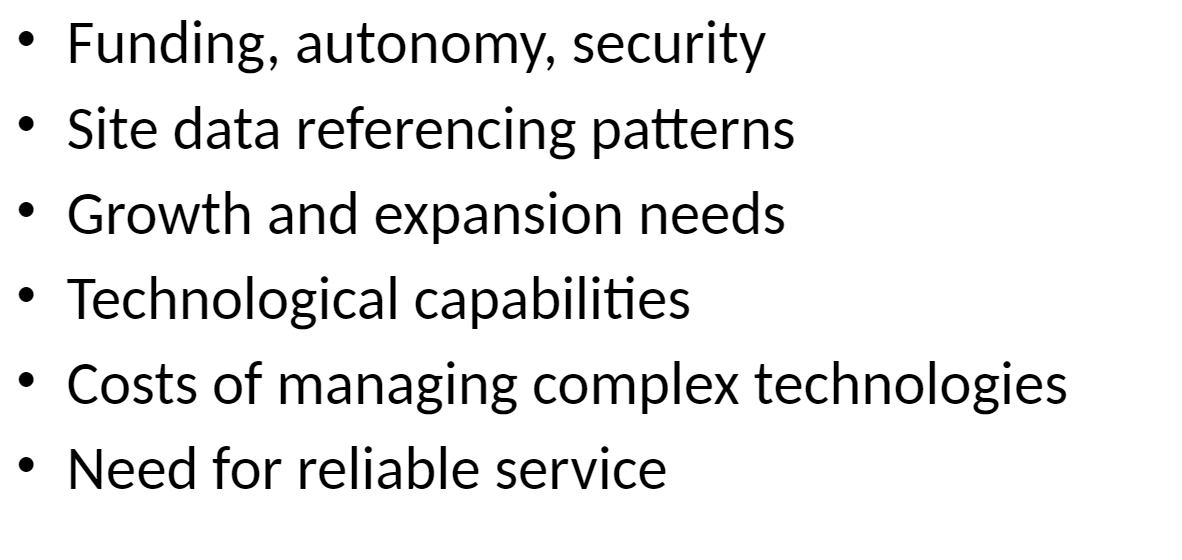 • Funding, autonomy, security
• Site data referencing patterns
• Growth and expansion needs
• Technological capabilities
• Costs of managing complex technologies
• Need for reliable service